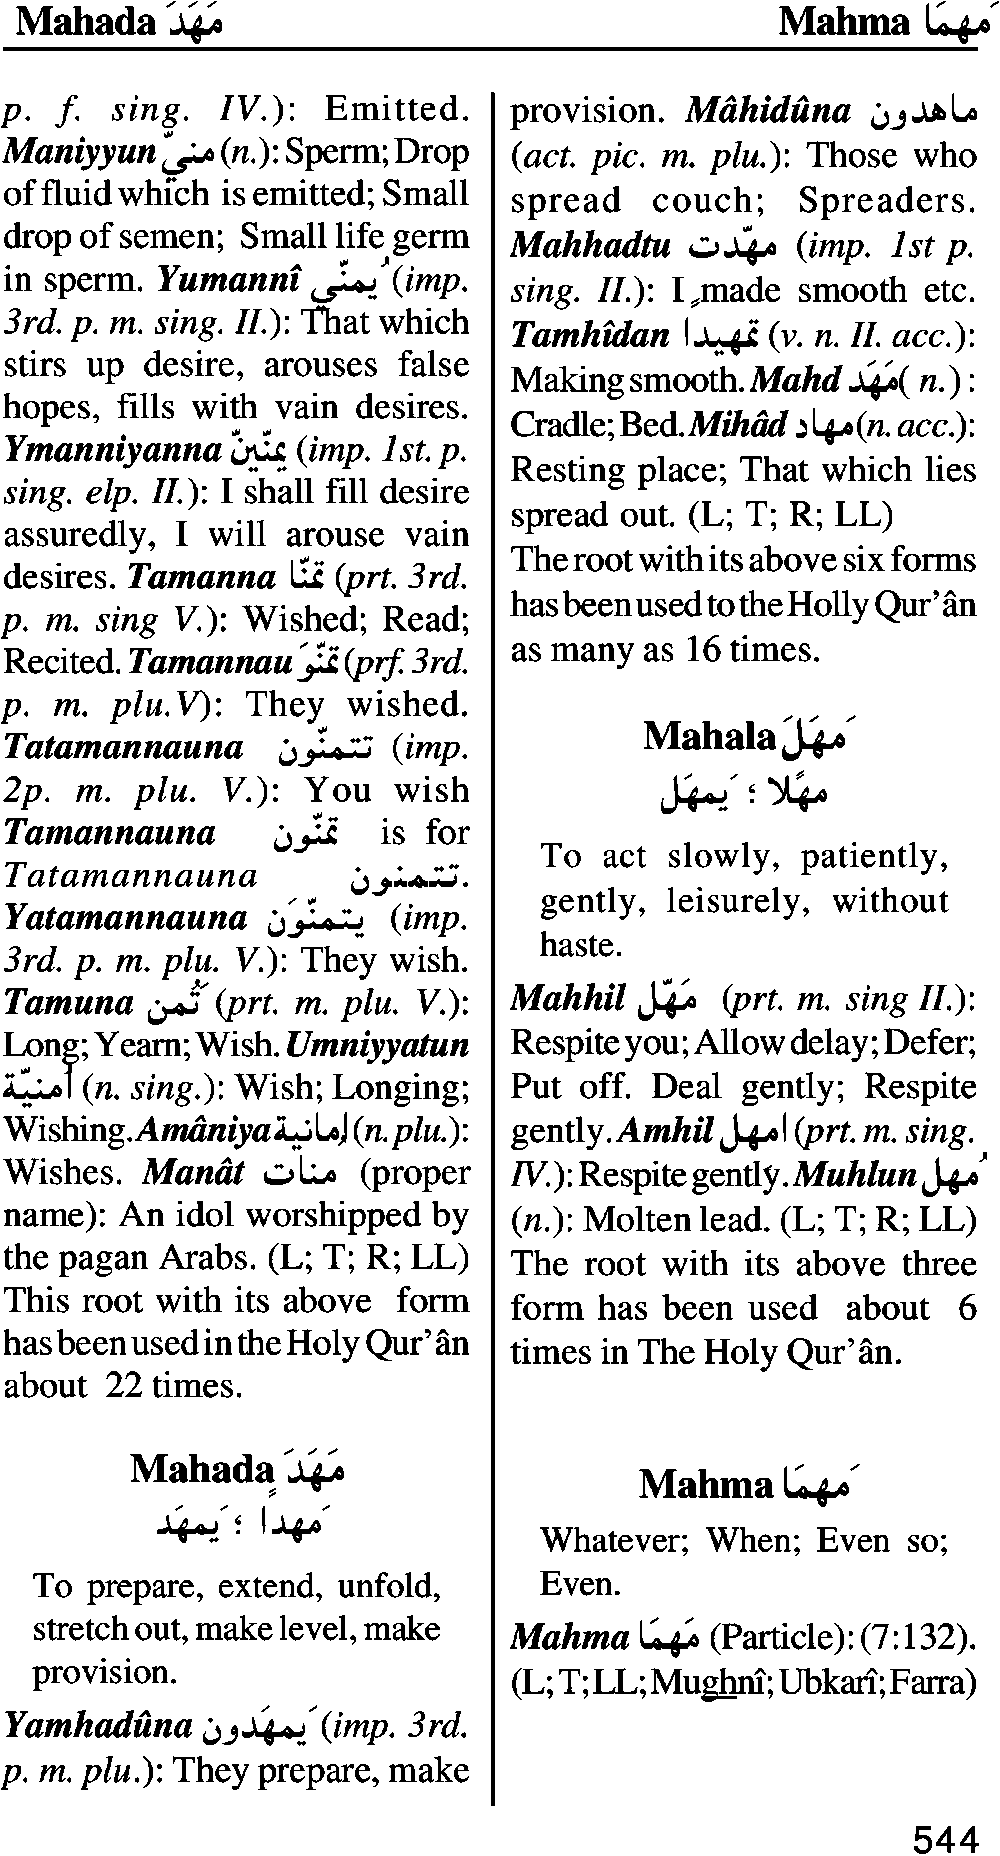 Mahada مَهَدَ
Mahma مَهمَا
p. f. sing. IV.): Emitted.
Maniyyun منيّ (n.): Sperm; Drop
of fluid which is emitted; Small
drop of semen; Small life germ
in sperm. Yumannî يُمنّي (imp.
3rd. p. m. sing. II.): That which
stirs up desire, arouses false
hopes, fills with vain desires.
Ymanniyanna يمنّينّ (imp. 1st. p.
sing. elp. II.): I shall fill desire
assuredly, I will arouse vain
desires. Tamanna تمنّا (prt. 3rd.
p. m. sing V.): Wished; Read;
Recited. Tamannau تمنّوَ (prf. 3rd.
p. m. plu. V): They wished.
Tatamannauna تتمنّون (imp.
2p. m. plu. V.): You wish
Tamannauna تمنّون is for
Tatamannauna تتمنون.
Yatamannauna يتمنّوَن (imp.
3rd. p. m. plu. V.): They wish.
Tamuna تُمن (prt. m. plu. V.):
Long; Yearn; Wish. Umniyyatun
اُمنيّة (n. sing.): Wish; Longing;
Wishing. Amâniya امانية (n. plu.):
Wishes. Manât منات (proper
name): An idol worshipped by
the pagan Arabs. (L; T; R; LL)
This root with its above form
has been used in the Holy Qur’ân
about 22 times.
Mahada مَهَدَ
مَهداٍ ؛ يَمهَد
To prepare, extend, unfold,
stretch out, make level, make
provision.
Yamhadûna يَمهَدون (imp. 3rd.
p. m. plu.): They prepare, make
provision. Mâhidûna ماهدون
(act. pic. m. plu.): Those who
spread couch; Spreaders.
Mahhadtu مهّدت (imp. 1st p.
sing. II.): I made smooth etc.
Tamhîdan تمهيدا (v. n. II. acc.):
Making smooth. Mahd مَهَد ( n.) :
Cradle; Bed. Mihâd مهاد (n. acc.):
Resting place; That which lies
spread out. (L; T; R; LL)
The root with its above six forms
has been used to the Holly Qur’ân
as many as 16 times.
Mahala مَهَلَ
مهَلا ؛ يَمهَل
To act slowly, patiently,
gently, leisurely, without
haste.
Mahhil مَهّل (prt. m. sing II.):
Respite you; Allow delay; Defer;
Put off. Deal gently; Respite
gently. Amhil امهل (prt. m. sing.
IV.): Respite gently. Muhlun مُهل
(n.): Molten lead. (L; T; R; LL)
The root with its above three
form has been used about 6
times in The Holy Qur’ân.
Mahma مَهمَا
Whatever; When; Even so;
Even.
Mahma مَهمَا (Particle): (7:132).
(L; T; LL; Mughnî; Ubkarî; Farra)
544